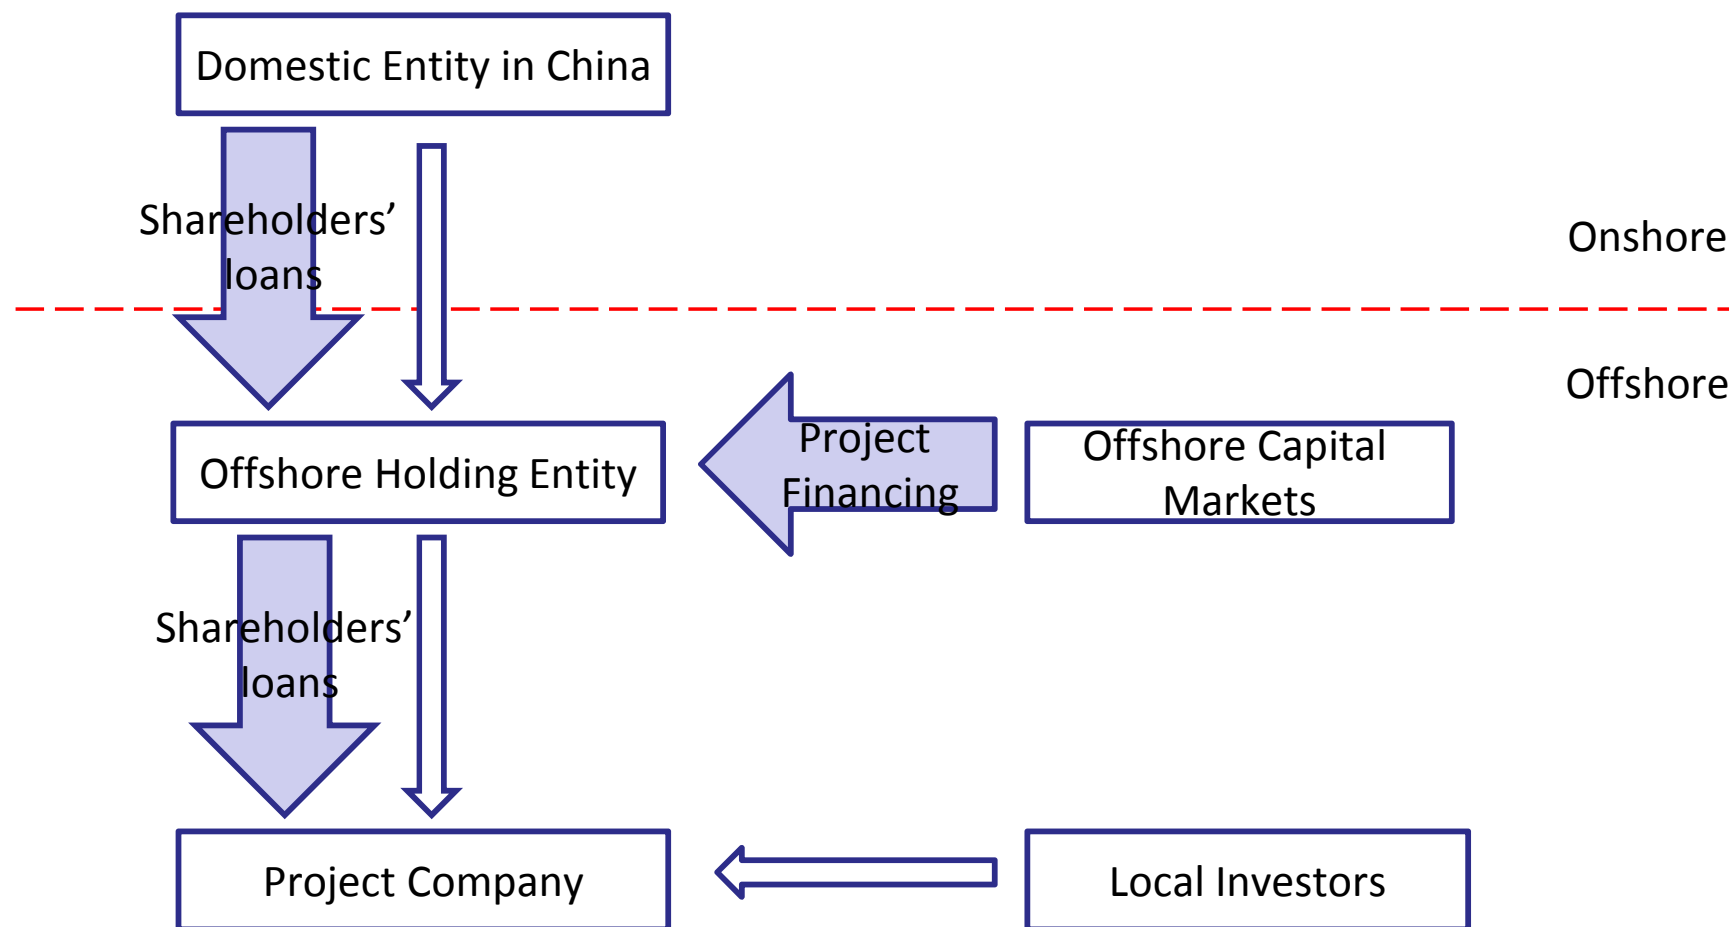 Domestic Entity in China
Shareholders’
loans
Onshore
Offshore
Offshore Holding Entity
Project
Financing
Offshore Capital
Markets
Shareholders’
loans
Project Company
Local Investors